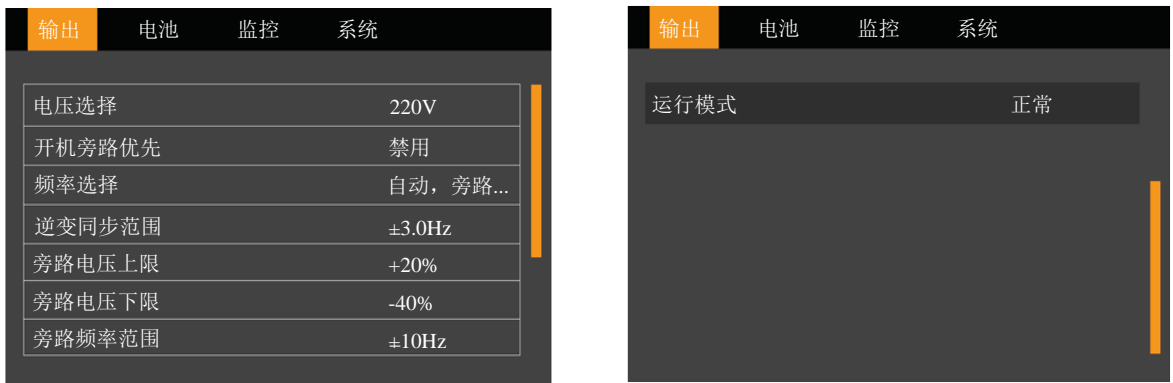 输出 电池 监控 系统
电压选择 220V
开机旁路优先 禁用
频率选择 自动，旁路...
逆变同步范围 ±3.0Hz
旁路电压上限 +20%
旁路电压下限 -40%
旁路频率范围 ±10Hz
输出 电池 监控 系统
运行模式 正常